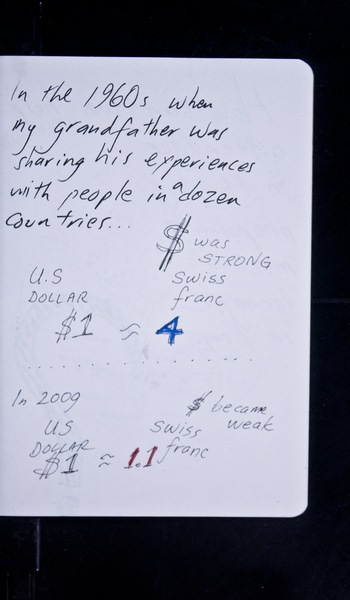 In the 1960s when
my grandfather was
sharing his experiences
with people in a dozen
countries...
$ was
STRONG
U.S Swiss
DOLLAR franc
$1 ≈ 4
In 2009 $ became
weak
US Swiss
DOLLAR franc
$1 ≈ 1.1